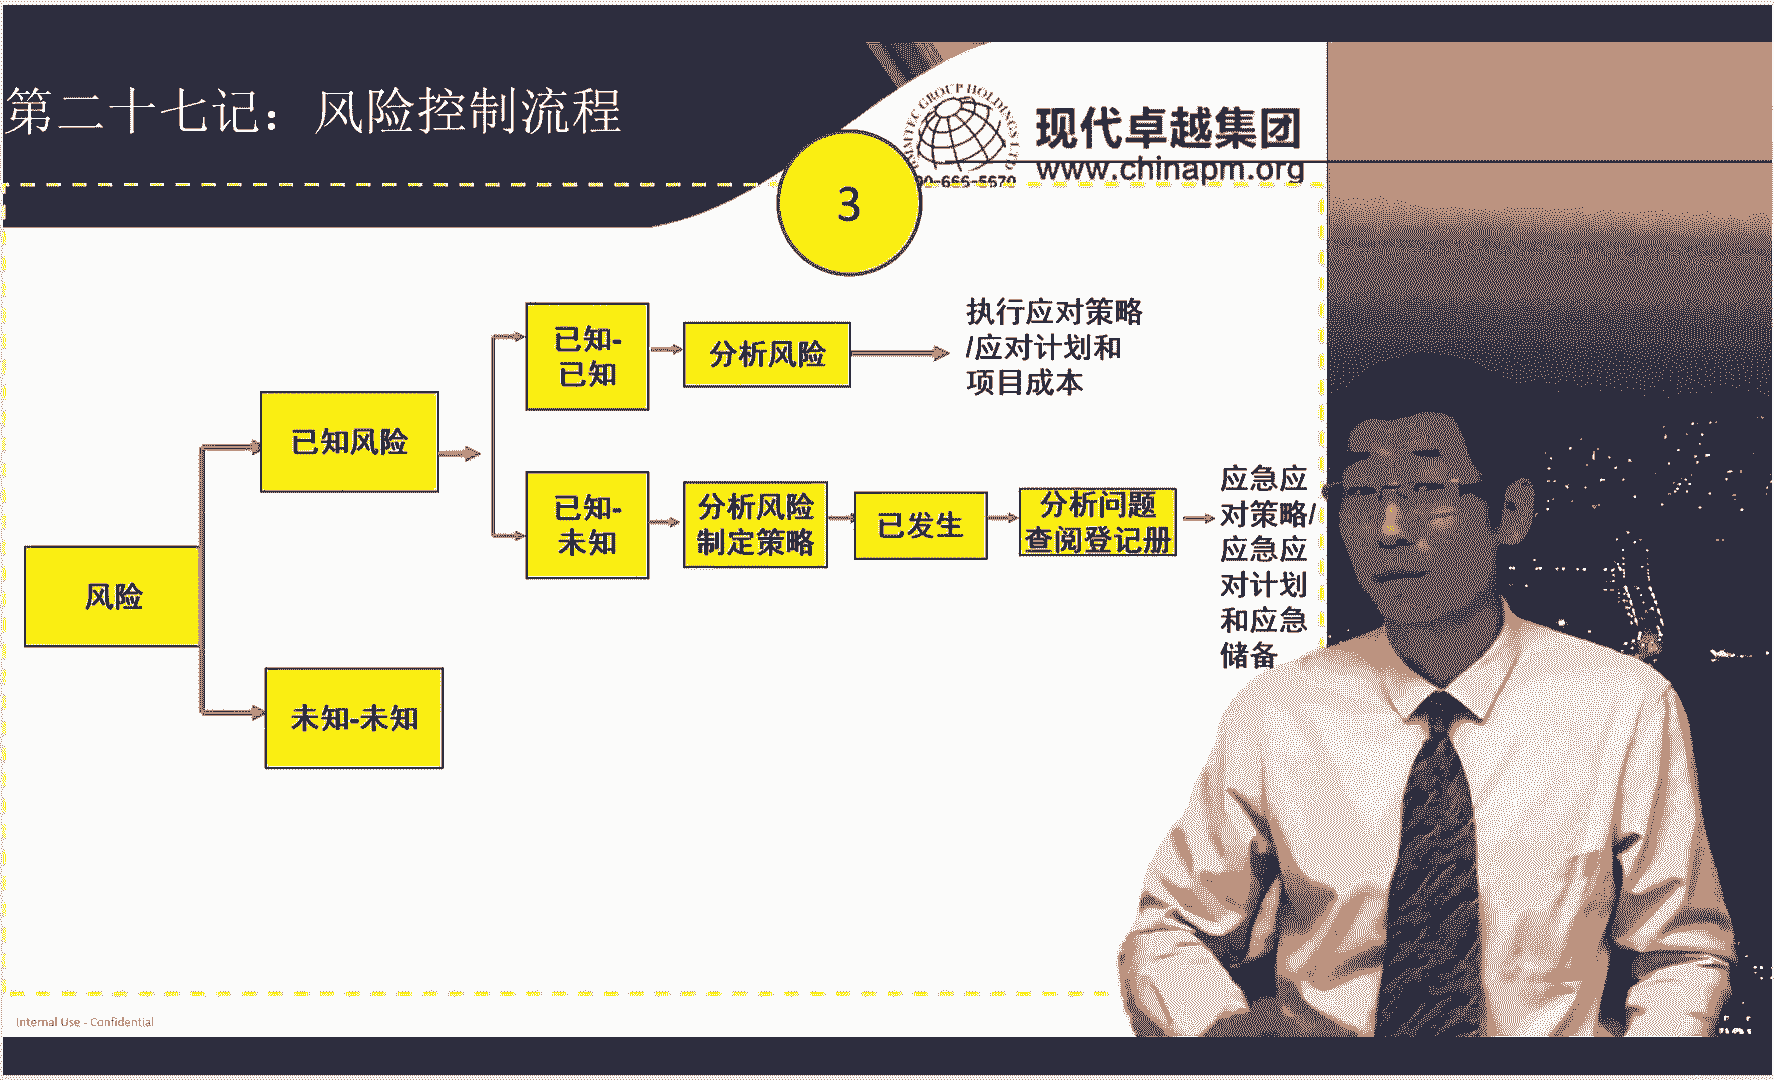 第二十七记：风险控制流程
GROUP HOLDINGS LTD
现代卓越集团
www.chinapm.org
00-666-5670
3
已知-
已知
分析风险
执行应对策略
/应对计划和
项目成本
已知风险
已知-
未知
分析风险
制定策略
已发生
分析问题
查阅登记册
应急应
对策略/
应急应
对计划
和应急
储备
风险
未知-未知
Internal Use - Confidential